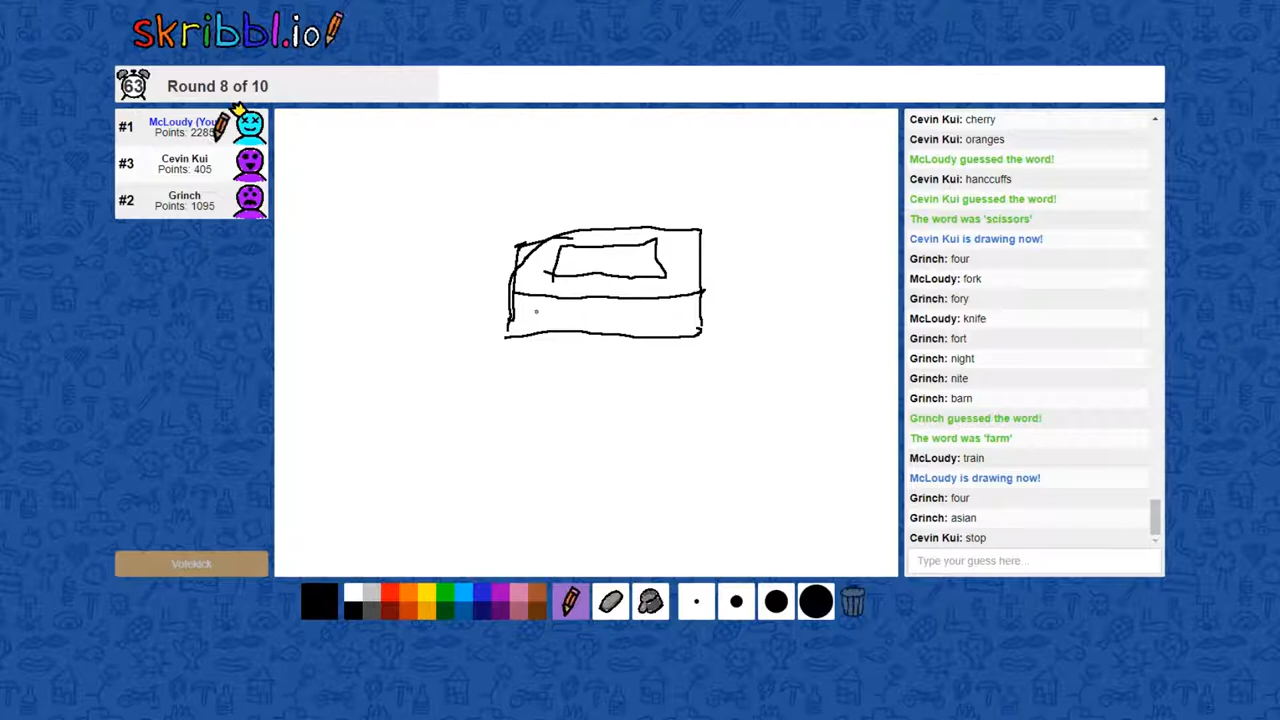 skribbl.io
63
Round 8 of 10
#1
McLoudy (You
Points: 2285
#3
Cevin Kui
Points: 405
#2
Grinch
Points: 1095
Votekick
Cevin Kui: cherry
Cevin Kui: oranges
McLoudy guessed the word!
Cevin Kui: hanccuffs
Cevin Kui guessed the word!
The word was 'scissors'
Cevin Kui is drawing now!
Grinch: four
McLoudy: fork
Grinch: fory
McLoudy: knife
Grinch: fort
Grinch: night
Grinch: nite
Grinch: barn
Grinch guessed the word!
The word was 'farm'
McLoudy: train
McLoudy is drawing now!
Grinch: four
Grinch: asian
Cevin Kui: stop
Type your guess here...